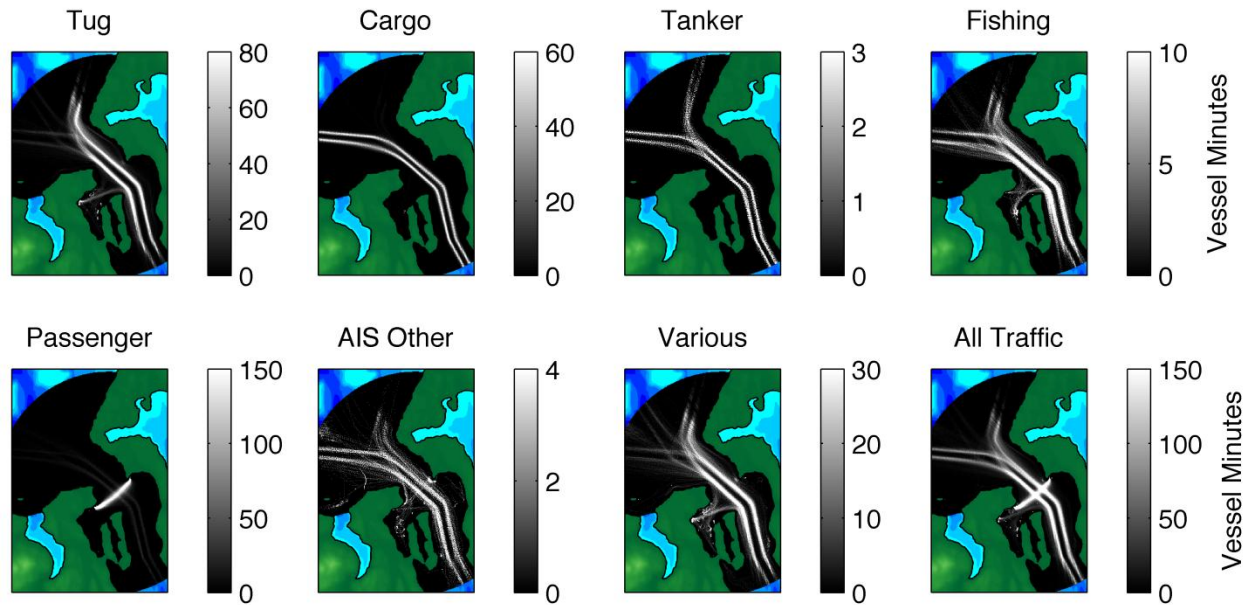 Tug Cargo Tanker Fishing
80 60 3 10
60
40 2
40 5
20 1
20
0 0 0 0
Vessel Minutes
Passenger AIS Other Various All Traffic
150 4 30 150
100 20 100
2
50 10 50
0 0 0 0
Vessel Minutes